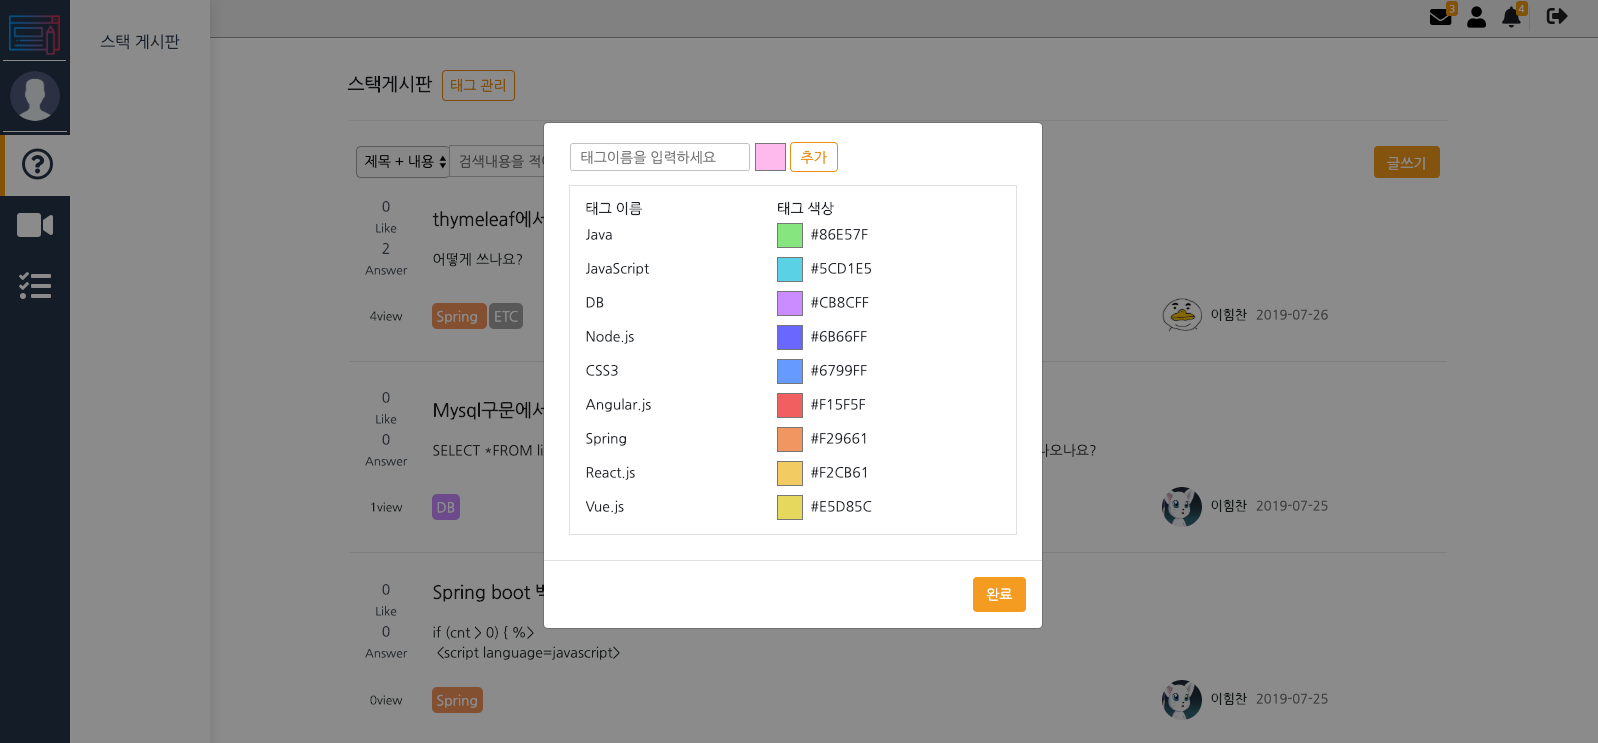 스택 게시판
3
4
스택게시판
태그 관리
제목 + 내용
검색내용을 적
글쓰기
0
Like
2
Answer
4view
thymeleaf에서
어떻게 쓰나요?
Spring
ETC
이힘찬 2019-07-26
0
Like
0
Answer
1view
Mysql구문에서
SELECT *FROM li
나오나요?
DB
이힘찬 2019-07-25
0
Like
0
Answer
0view
Spring boot
if (cnt > 0) { %>
<script language=javascript>
Spring
이힘찬 2019-07-25
태그이름을 입력하세요
추가
태그 이름 태그 색상
Java #86E57F
JavaScript #5CD1E5
DB #CB8CFF
Node.js #6B66FF
CSS3 #6799FF
Angular.js #F15F5F
Spring #F29661
React.js #F2CB61
Vue.js #E5D85C
완료